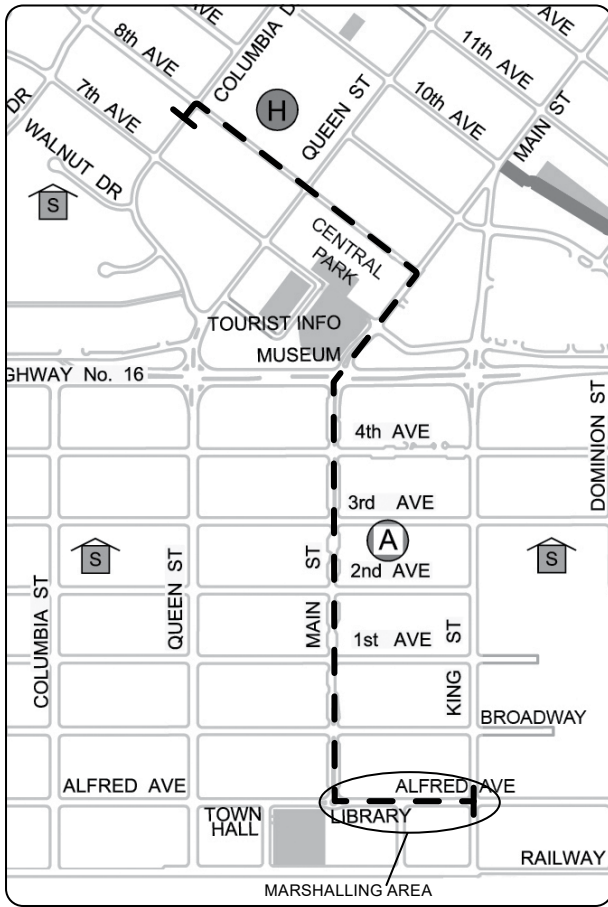 AVE
AVE
8th AVE
COLUMBIA D
11th AVE
7th AVE
H
QUEEN ST
10th AVE
MAIN ST
DR
WALNUT DR
S
CENTRAL
PARK
TOURIST INFO
MUSEUM
GHWAY No. 16
4th AVE
DOMINION ST
3rd AVE
A
S
S
2nd AVE
COLUMBIA ST
QUEEN ST
MAIN ST
1st AVE
KING ST
BROADWAY
ALFRED AVE
ALFRED AVE
TOWN
HALL
LIBRARY
RAILWAY
MARSHALLING AREA